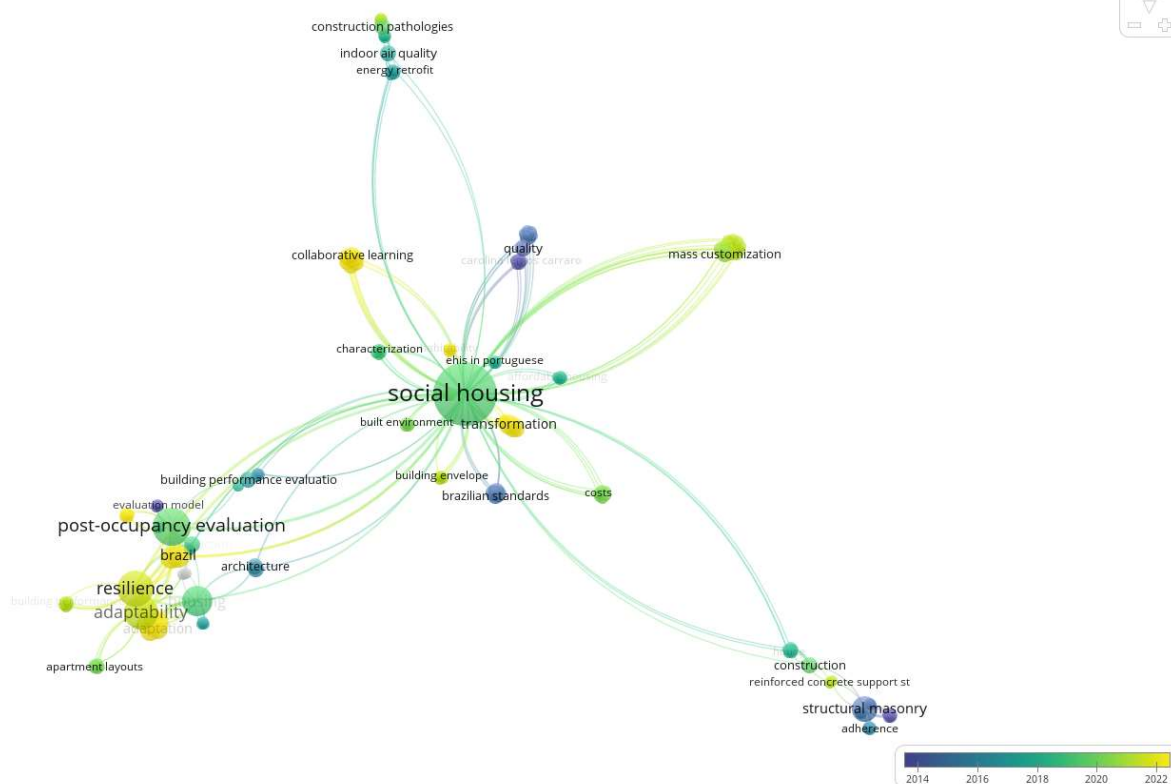 construction pathologies
indoor air quality
energy retrofit
quality
collaborative learning
mass customization
characterization
ehis in portuguese
social housing
built environment
transformation
building envelope
building performance evaluatio
brazilian standards
costs
evaluation model
post-occupancy evaluation
brazil
architecture
resilience
housing
adaptability
adaptation
apartment layouts
construction
reinforced concrete support st
structural masonry
adherence
2014
2016
2018
2020
2022